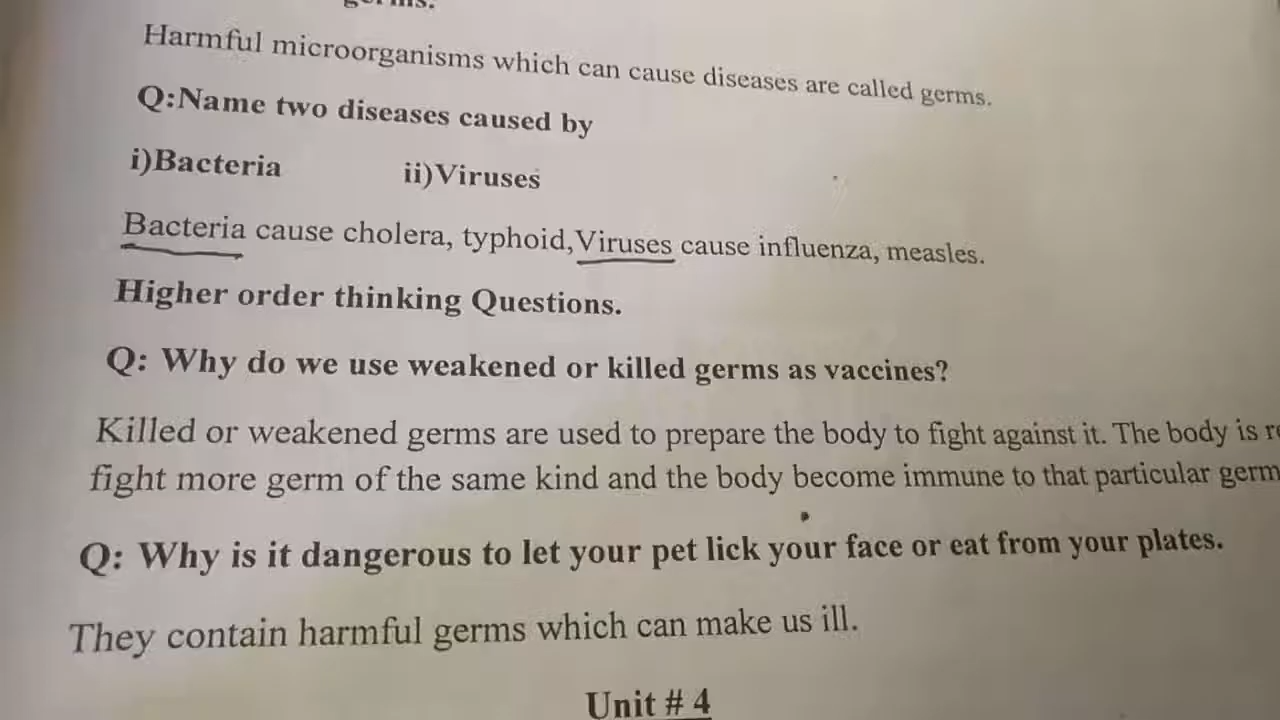 Harmful microorganisms which can cause diseases are called germs.
Q:Name two diseases caused by
i)Bacteria ii)Viruses
Bacteria cause cholera, typhoid,Viruses cause influenza, measles.
Higher order thinking Questions.
Q: Why do we use weakened or killed germs as vaccines?
Killed or weakened germs are used to prepare the body to fight against it. The body is
fight more germ of the same kind and the body become immune to that particular germ
Q: Why is it dangerous to let your pet lick your face or eat from your plates.
They contain harmful germs which can make us ill.
Unit # 4